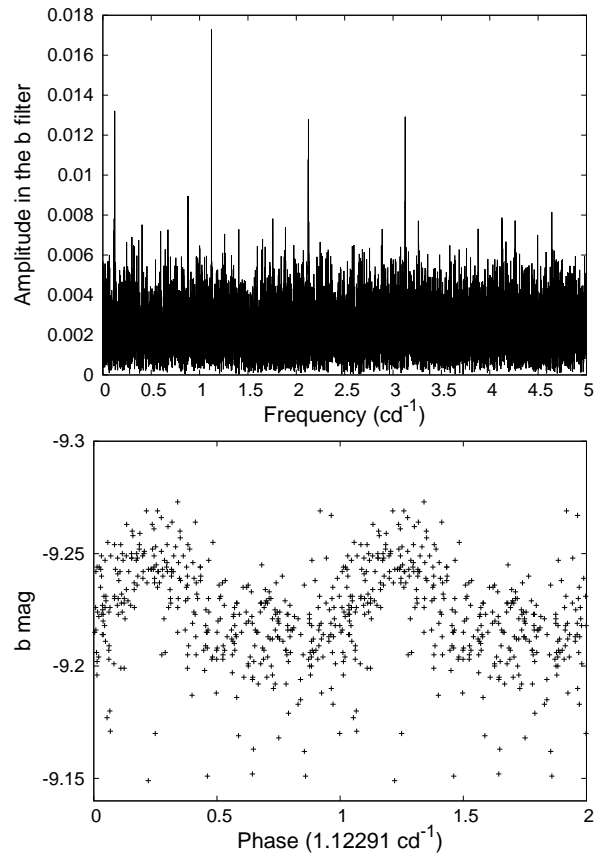 0.018
0.016
0.014
0.012
0.01
0.008
0.006
0.004
0.002
0
Amplitude in the b filter
0 0.5 1 1.5 2 2.5 3 3.5 4 4.5 5
Frequency (cd⁻¹)
-9.3
-9.25
-9.2
-9.15
b mag
0 0.5 1 1.5 2
Phase (1.12291 cd⁻¹)